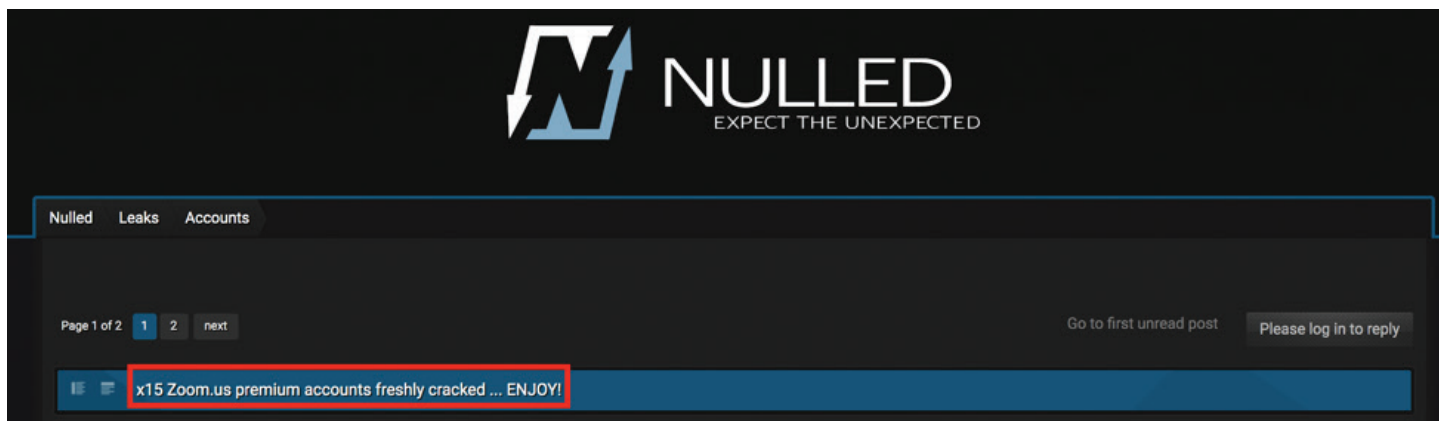 NULLED
EXPECT THE UNEXPECTED
Nulled Leaks Accounts
Page 1 of 2 1 2 next Go to first unread post Please log in to reply
x15 Zoom.us premium accounts freshly cracked ... ENJOY!